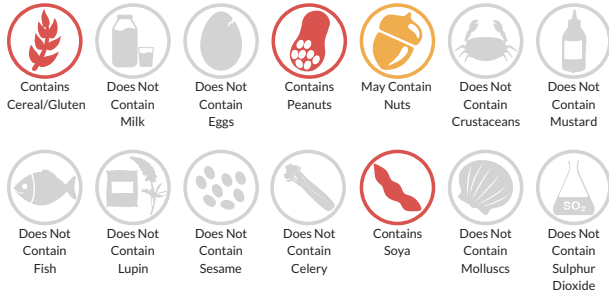 Contains
Cereal/Gluten
Does Not
Contain
Milk
Does Not
Contain
Eggs
Contains
Peanuts
May Contain
Nuts
Does Not
Contain
Crustaceans
Does Not
Contain
Mustard
Does Not
Contain
Fish
Does Not
Contain
Lupin
Does Not
Contain
Sesame
Does Not
Contain
Celery
Contains
Soya
Does Not
Contain
Molluscs
SO₂
Does Not
Contain
Sulphur
Dioxide